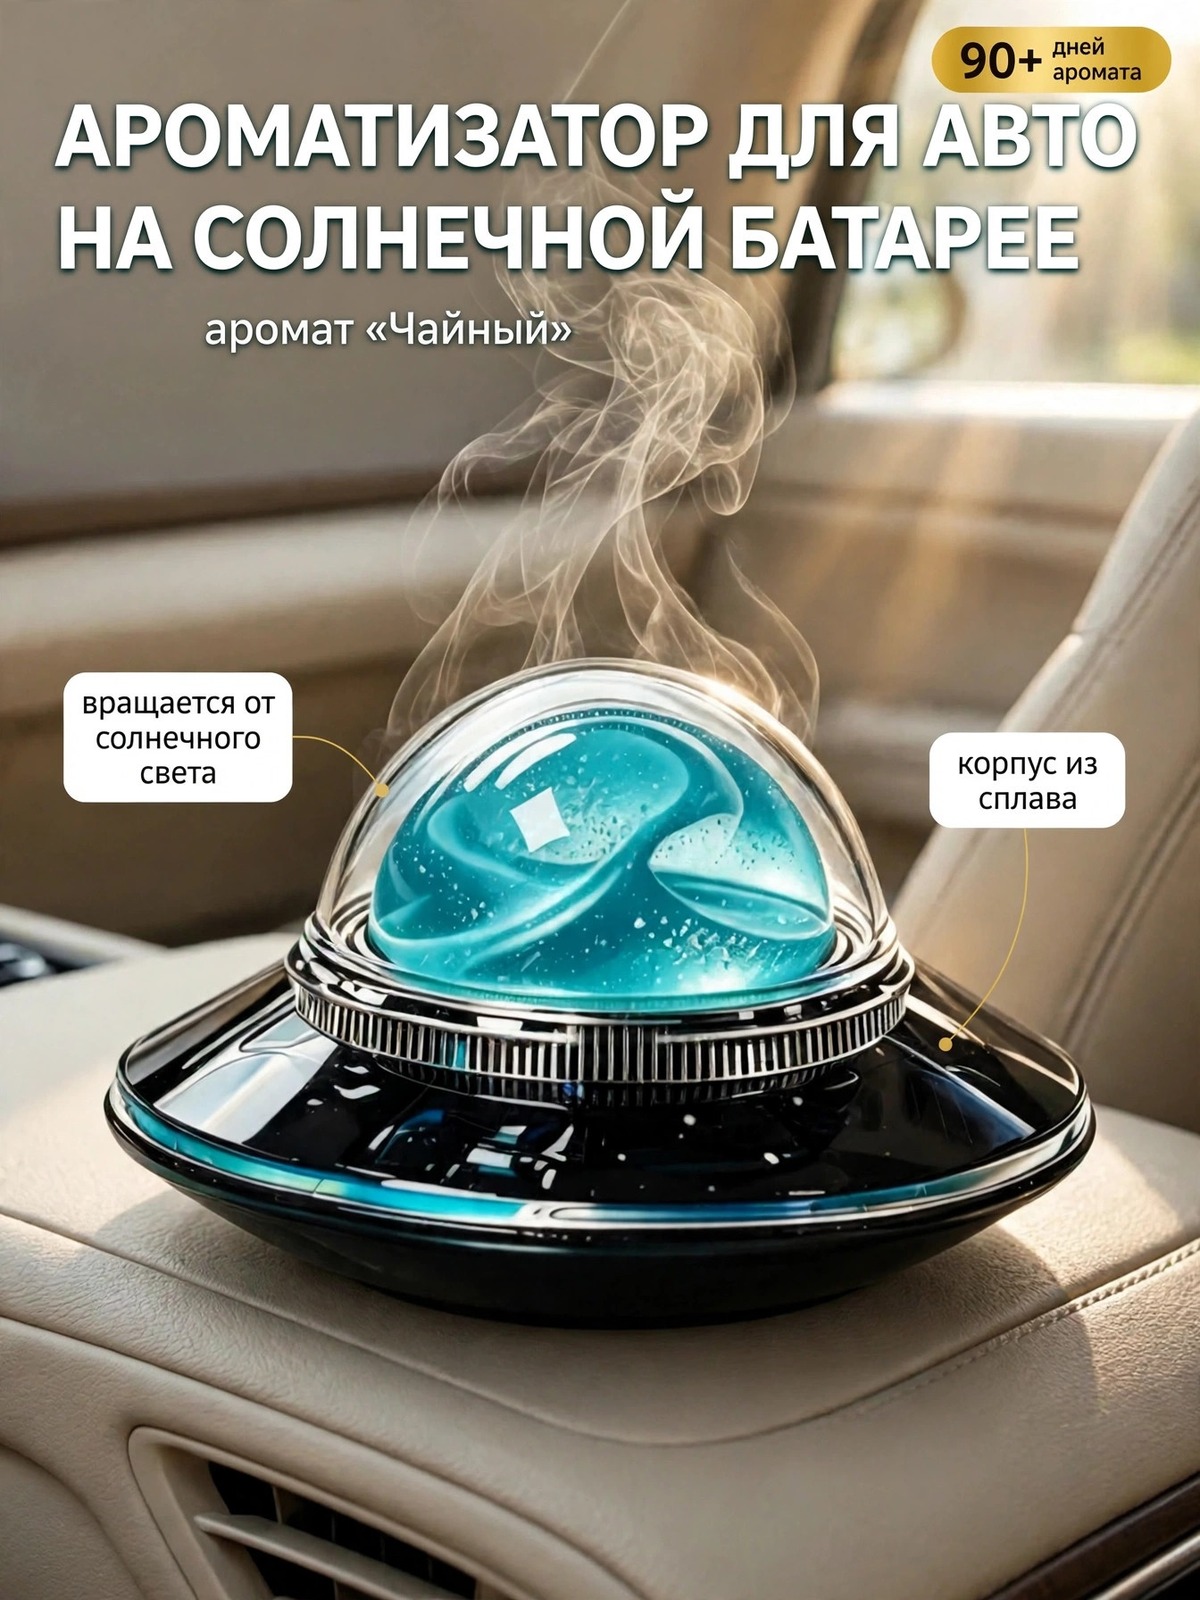 90+ дней
аромата
АРОМАТИЗАТОР ДЛЯ АВТО
НА СОЛНЕЧНОЙ БАТАРЕЕ
аромат «Чайный»
вращается от
солнечного
света
корпус из
сплава